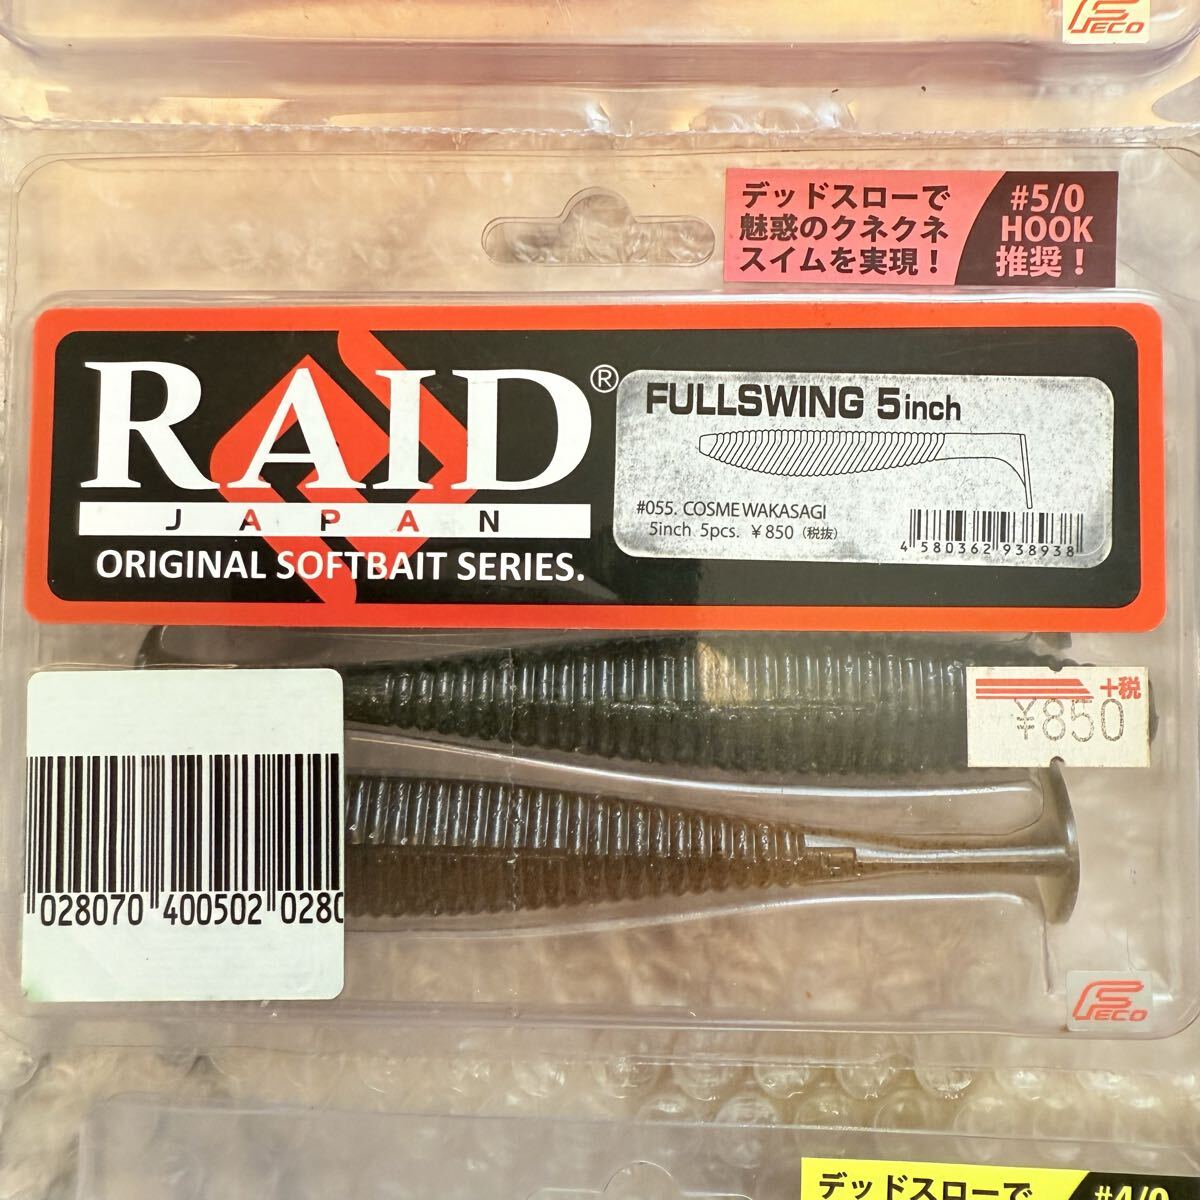 FECO
デッドスローで
魅惑のクネクネ
スイムを実現！
#5/0
HOOK
推奨！
RAID®
JAPAN
ORIGINAL SOFTBAIT SERIES.
FULLSWING 5inch
#055. COSME WAKASAGI
5inch 5pcs. ¥850（税抜）
4 580362 938938
+税
¥850
028070 400502 028
FECO
デッドスローで
#4/0